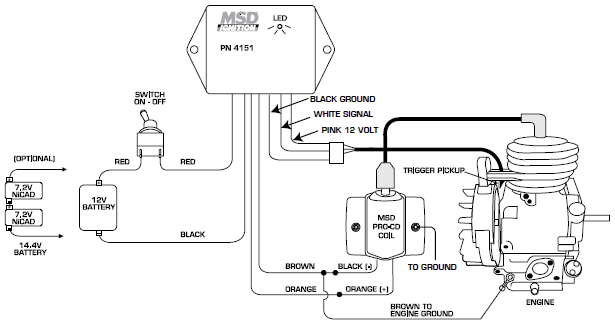 MSD
IGNITION
LED
PN 4151
SWITCH
ON - OFF
BLACK GROUND
WHITE SIGNAL
PINK 12 VOLT
(OPTIONAL)
RED
RED
TRIGGER PICKUP
7,2V
NiCAD
7,2V
NiCAD
12V
BATTERY
MSD
PRO-CD
COIL
BLACK
14.4V
BATTERY
BROWN
BLACK (-)
TO GROUND
ORANGE
ORANGE (+)
BROWN TO
ENGINE GROUND
ENGINE